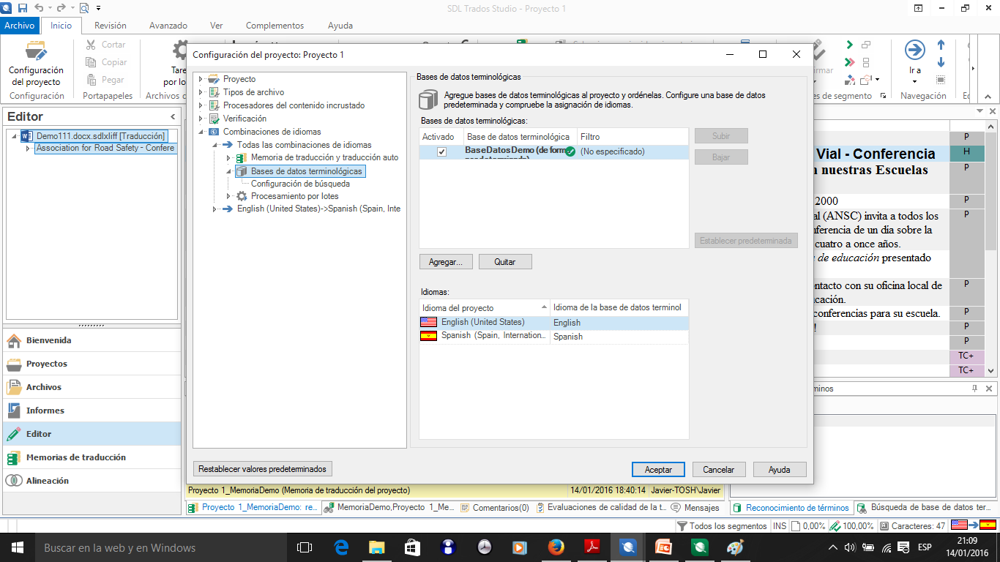 SDL Trados Studio - Proyecto 1
Archivo Inicio Revisión Avanzado Ver Complementos Ayuda
Configuración
del proyecto
Configuración
Cortar
Copiar
Pegar
Portapapeles
Tare
por lo
Archivos
Ir a
Navegación
es de segmento
Editor
Demo111.docx.sdlxliff [Traducción]
Association for Road Safety - Confere
Bienvenida
Proyectos
Archivos
Informes
Editor
Memorias de traducción
Alineación
Configuración del proyecto: Proyecto 1
Proyecto
Tipos de archivo
Procesadores del contenido incrustado
Verificación
Combinaciones de idiomas
Todas las combinaciones de idiomas
Memoria de traducción y traducción auto
Bases de datos terminológicas
Configuración de búsqueda
Procesamiento por lotes
English (United States)->Spanish (Spain, Inte
Bases de datos terminológicas
Agregue bases de datos terminológicas al proyecto y ordénelas. Configure una base de datos
predeterminada y compruebe la asignación de idiomas.
Bases de datos terminológicas:
Activado Base de datos terminológica Filtro
BaseDatosDemo (de form (No especificado)
Subir
Bajar
Establecer predeterminada
Agregar... Quitar
Idiomas:
Idioma del proyecto Idioma de la base de datos terminol
English (United States) English
Spanish (Spain, Internation... Spanish
Restablecer valores predeterminados Aceptar Cancelar Ayuda
P
Vial - Conferencia H
n nuestras Escuelas P
2000 P
al (ANSC) invita a todos los P
nferencia de un día sobre la
cuatro a once años.
de educación presentado
ontacto con su oficina local de P
ucación.
conferencias para su escuela. P
! P
P
TC+
TC+
minos
Proyecto 1_MemoriaDemo (Memoria de traducción del proyecto) 14/01/2016 18:40:14 Javier-TOSH\Javier
Proyecto 1_MemoriaDemo: re... MemoriaDemo,Proyecto 1_Me... Comentarios(0) Evaluaciones de calidad de la t... Mensajes Reconocimiento de términos Búsqueda de base de datos ter...
Todos los segmentos INS 0,00% 100,00% Caracteres: 47
Buscar en la web y en Windows
ESP
21:09
14/01/2016